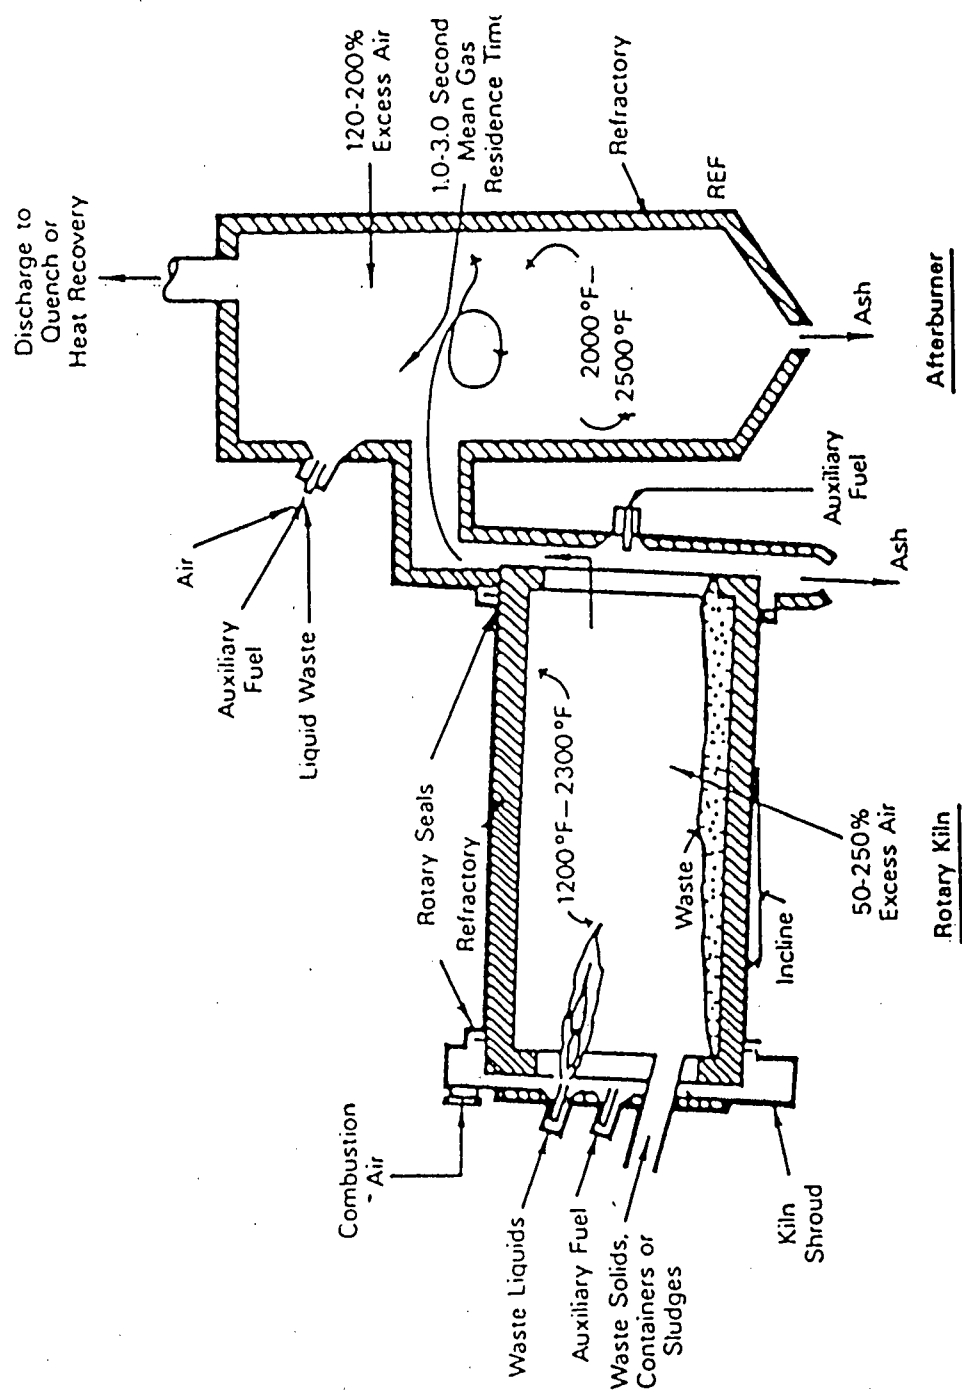 Discharge to
Quench or
Heat Recovery
120-200%
Excess Air
1.0-3.0 Second
Mean Gas
Residence Time
Air
Auxiliary
Fuel
Liquid Waste
Refractory
REF
2000°F–
2500°F
Combustion
Air
Rotary Seals
Refractory
1200°F – 2300°F
Waste Liquids
Auxiliary Fuel
Waste Solids,
Containers or
Sludges
Waste
Incline
Kiln
Shroud
50-250%
Excess Air
Auxiliary
Fuel
Ash
Ash
Rotary Kiln
Afterburner